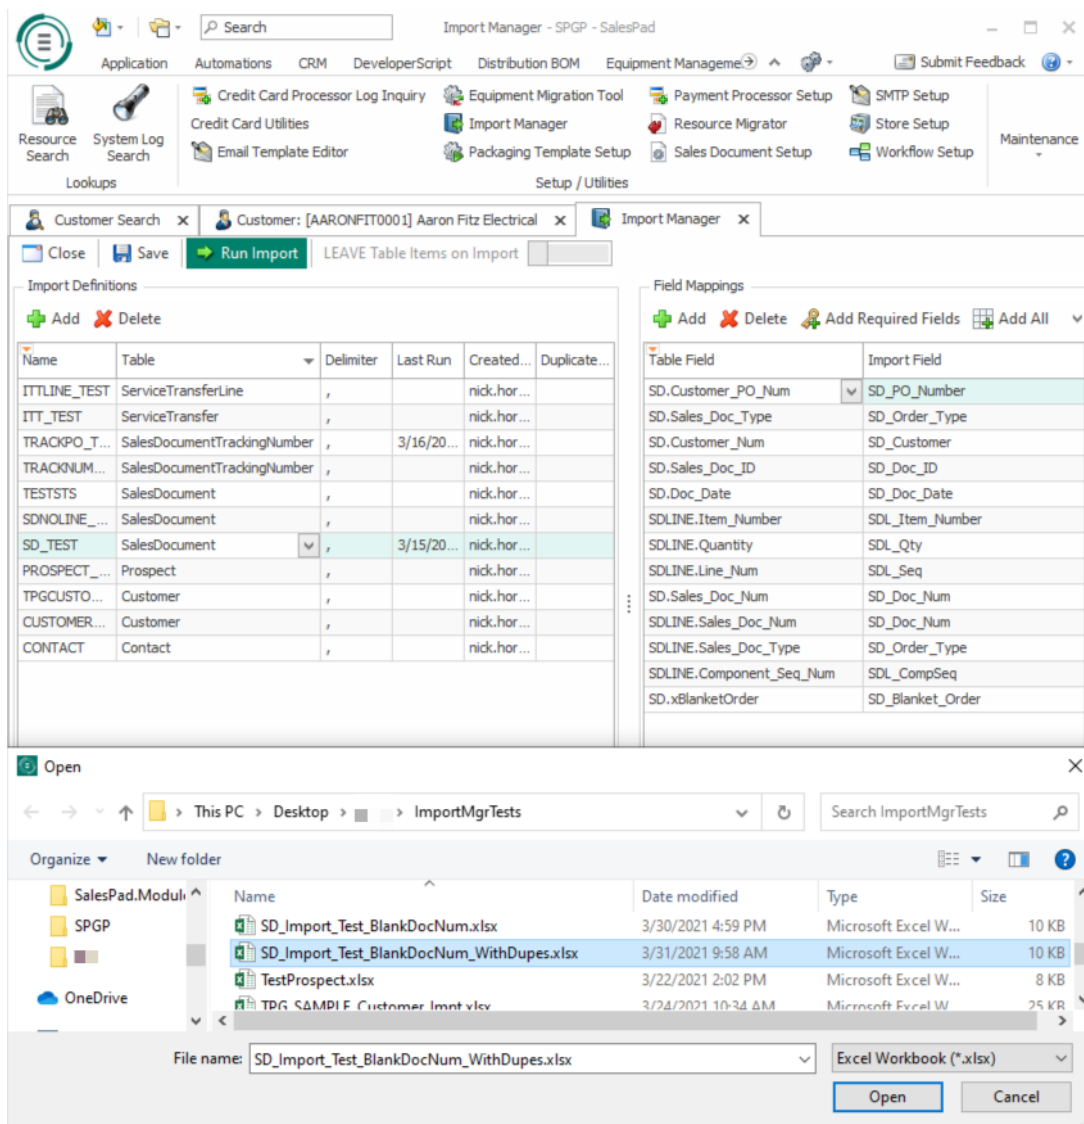 Search Import Manager - SPGP - SalesPad
Application Automations CRM DeveloperScript Distribution BOM Equipment Manageme Submit Feedback
Credit Card Processor Log Inquiry Equipment Migration Tool Payment Processor Setup SMTP Setup
Resource Search System Log Search Credit Card Utilities Import Manager Resource Migrator Store Setup Maintenance
Email Template Editor Packaging Template Setup Sales Document Setup Workflow Setup
Lookups Setup / Utilities
Customer Search Customer: [AARONFIT0001] Aaron Fitz Electrical Import Manager
Close Save Run Import LEAVE Table Items on Import
Import Definitions
Add Delete
Name Table Delimiter Last Run Created... Duplicate...
ITTLINE_TEST ServiceTransferLine , nick.hor...
ITT_TEST ServiceTransfer , nick.hor...
TRACKPO_T... SalesDocumentTrackingNumber , 3/16/20... nick.hor...
TRACKNUM... SalesDocumentTrackingNumber , nick.hor...
TESTSTS SalesDocument , nick.hor...
SDNOLINE_... SalesDocument , nick.hor...
SD_TEST SalesDocument , 3/15/20... nick.hor...
PROSPECT_... Prospect , nick.hor...
TPGCUSTO... Customer , nick.hor...
CUSTOMER... Customer , nick.hor...
CONTACT Contact , nick.hor...
Field Mappings
Add Delete Add Required Fields Add All
Table Field Import Field
SD.Customer_PO_Num SD_PO_Number
SD.Sales_Doc_Type SD_Order_Type
SD.Customer_Num SD_Customer
SD.Sales_Doc_ID SD_Doc_ID
SD.Doc_Date SD_Doc_Date
SDLINE.Item_Number SDL_Item_Number
SDLINE.Quantity SDL_Qty
SDLINE.Line_Num SDL_Seq
SD.Sales_Doc_Num SD_Doc_Num
SDLINE.Sales_Doc_Num SD_Doc_Num
SDLINE.Sales_Doc_Type SD_Order_Type
SDLINE.Component_Seq_Num SDL_CompSeq
SD.xBlanketOrder SD_Blanket_Order
Open
This PC > Desktop > > ImportMgrTests Search ImportMgrTests
Organize New folder
SalesPad.Modul
SPGP
OneDrive
Name Date modified Type Size
SD_Import_Test_BlankDocNum.xlsx 3/30/2021 4:59 PM Microsoft Excel W... 10 KB
SD_Import_Test_BlankDocNum_WithDupes.xlsx 3/31/2021 9:58 AM Microsoft Excel W... 10 KB
TestProspect.xlsx 3/22/2021 2:02 PM Microsoft Excel W... 8 KB
TPG_SAMPLE_Customer_Impt.xlsx 3/24/2021 10:34 AM Microsoft Excel W... 25 KB
File name: SD_Import_Test_BlankDocNum_WithDupes.xlsx Excel Workbook (*.xlsx)
Open Cancel